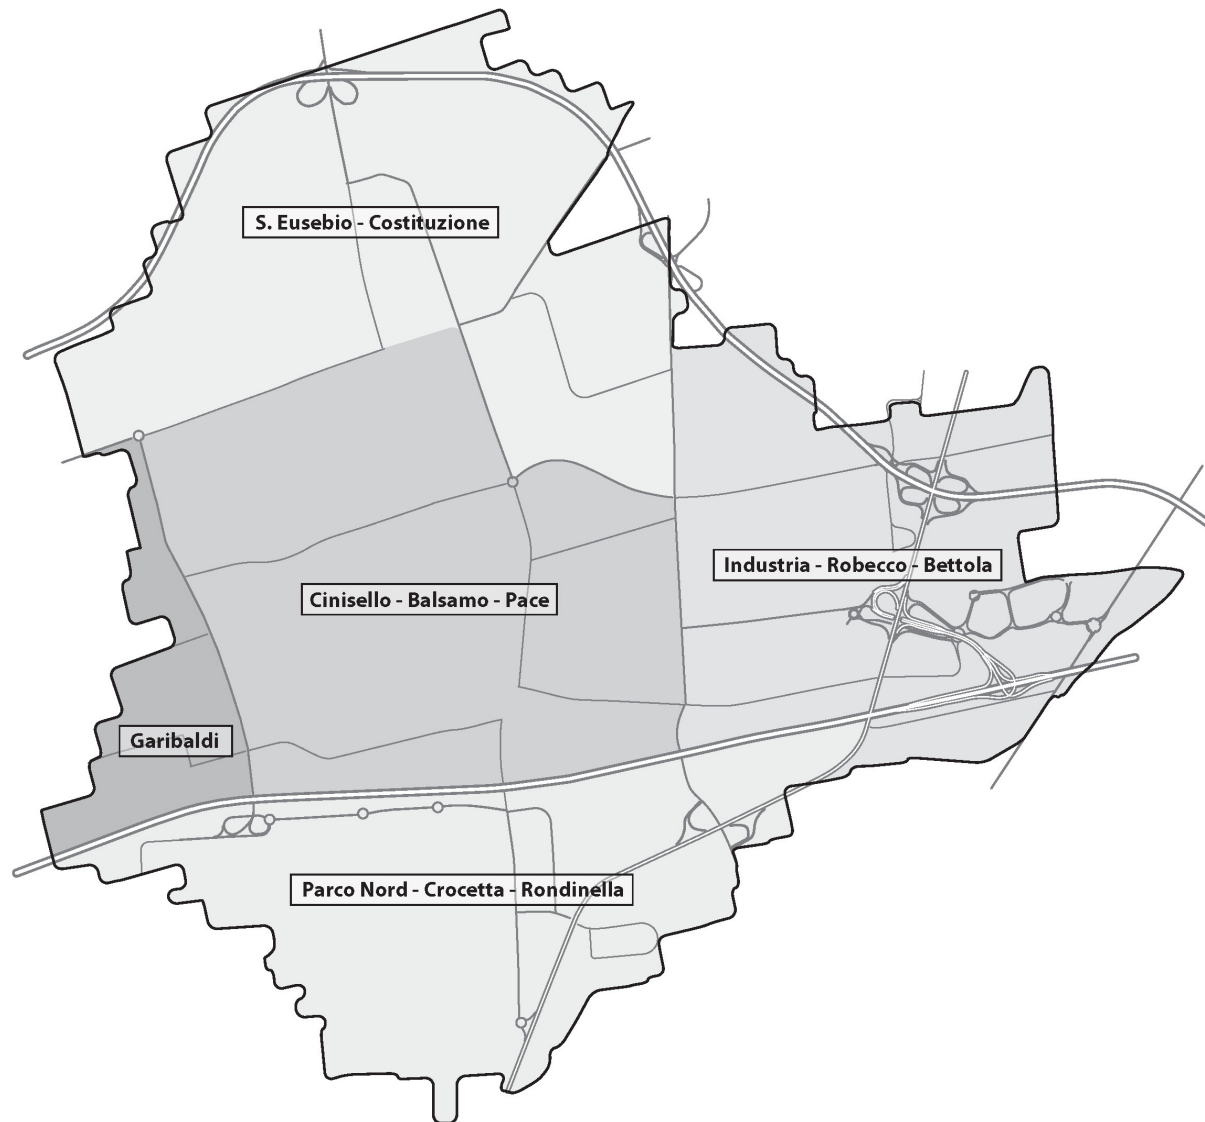 S. Eusebio - Costituzione
Industria - Robecco - Bettola
Cinisello - Balsamo - Pace
Garibaldi
Parco Nord - Crocetta - Rondinella